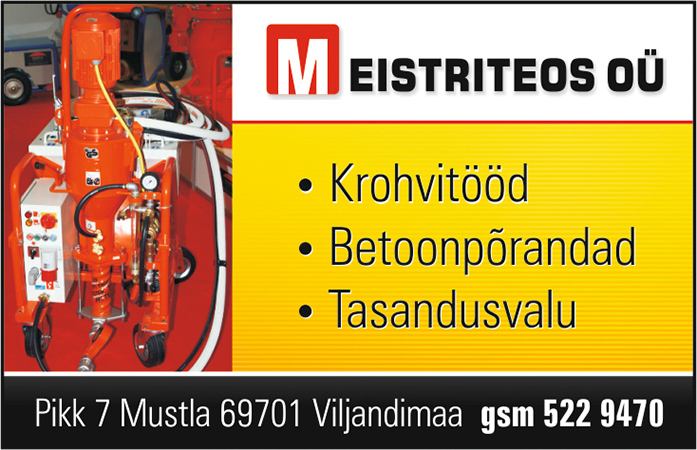 MEISTRITEOS OÜ
• Krohvitööd
• Betoonpõrandad
• Tasandusvalu
Pikk 7 Mustla 69701 Viljandimaa gsm 522 9470